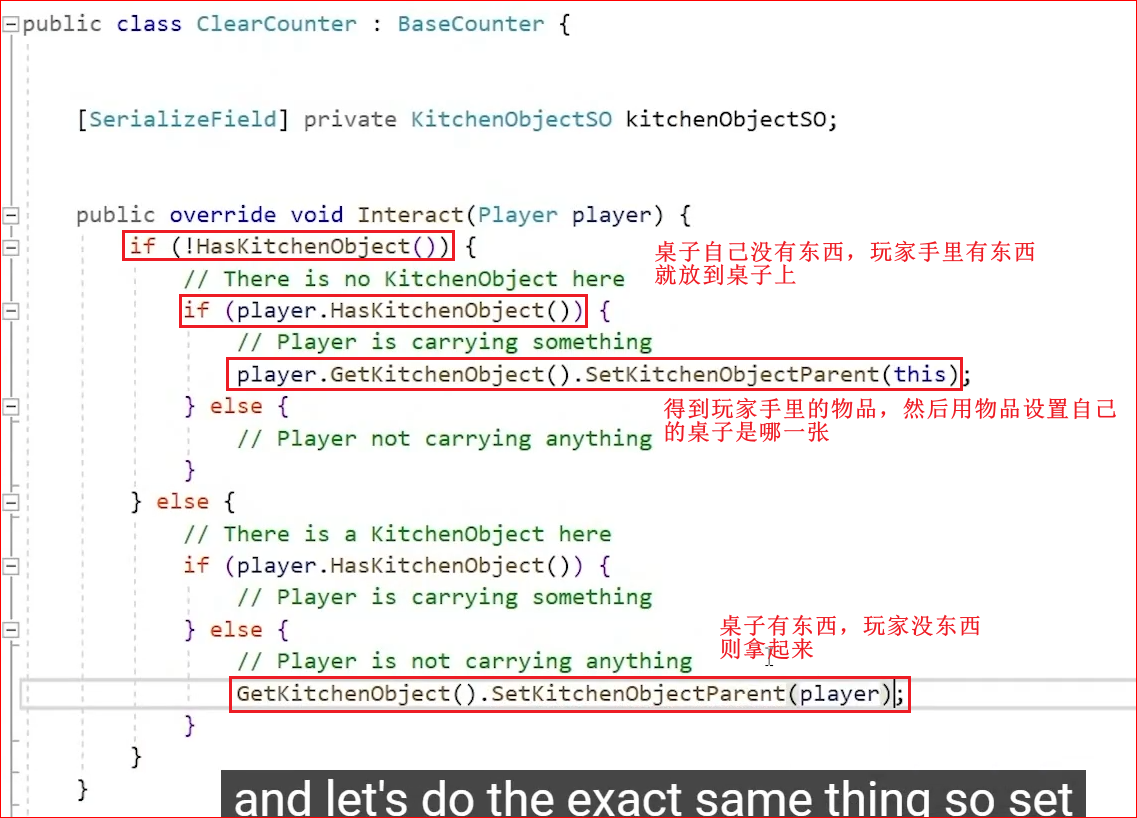 public class ClearCounter : BaseCounter {
[SerializeField] private KitchenObjectSO kitchenObjectSO;
public override void Interact(Player player) {
if (!HasKitchenObject()) {
桌子自己没有东西，玩家手里有东西
就放到桌子上
// There is no KitchenObject here
if (player.HasKitchenObject()) {
// Player is carrying something
player.GetKitchenObject().SetKitchenObjectParent(this);
得到玩家手里的物品，然后用物品设置自己
的桌子是哪一张
} else {
// Player not carrying anything
}
} else {
// There is a KitchenObject here
if (player.HasKitchenObject()) {
// Player is carrying something
桌子有东西，玩家没东西
则拿起来
} else {
// Player is not carrying anything
GetKitchenObject().SetKitchenObjectParent(player);
}
}
}
and let's do the exact same thing so set